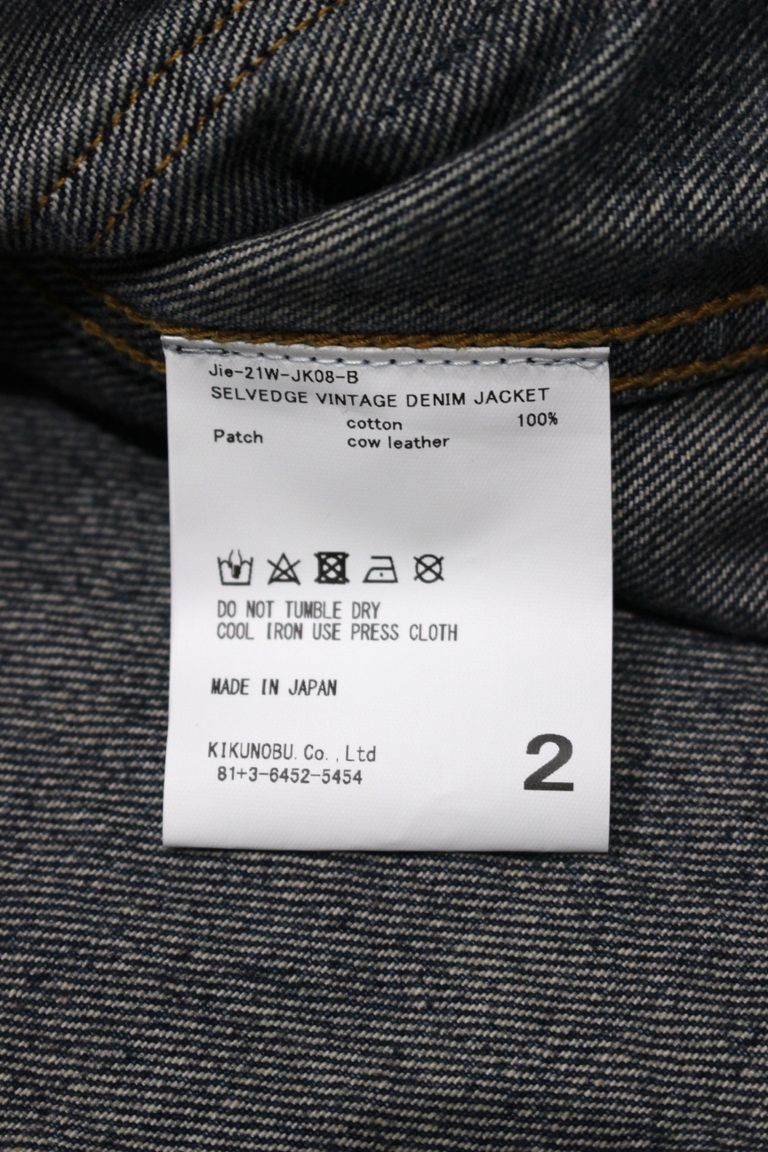 Jie-21W-JK08-B
SELVEDGE VINTAGE DENIM JACKET
cotton 100%
Patch cow leather
DO NOT TUMBLE DRY
COOL IRON USE PRESS CLOTH
MADE IN JAPAN
KIKUNOBU.Co.,Ltd
81+3-6452-5454
2